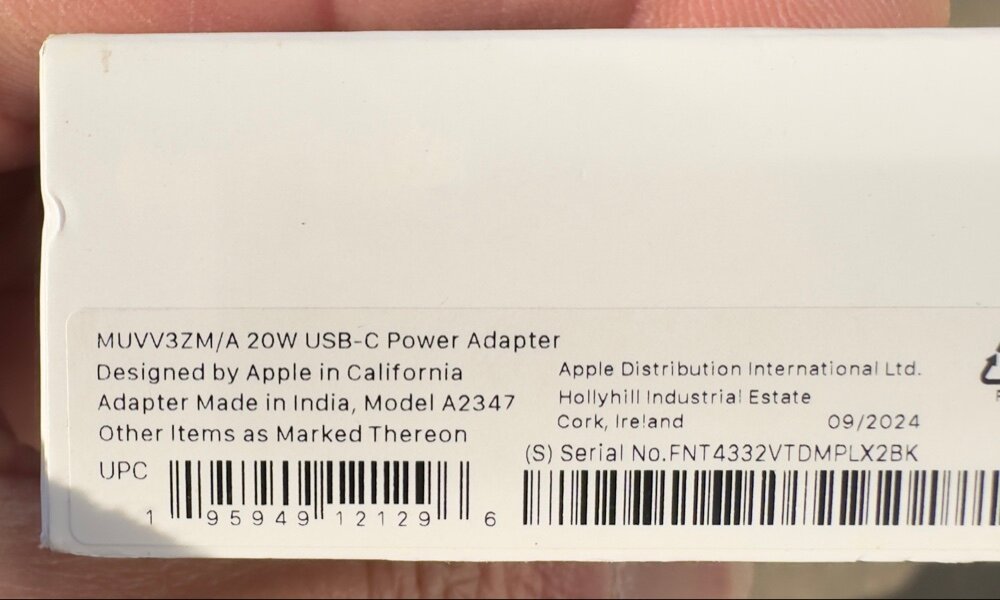 MUVV3ZM/A 20W USB-C Power Adapter
Designed by Apple in California
Adapter Made in India, Model A2347
Other Items as Marked Thereon
Apple Distribution International Ltd.
Hollyhill Industrial Estate
Cork, Ireland 09/2024
(S) Serial No.FNT4332VTDMPLX2BK
UPC
1 95949 12129 6